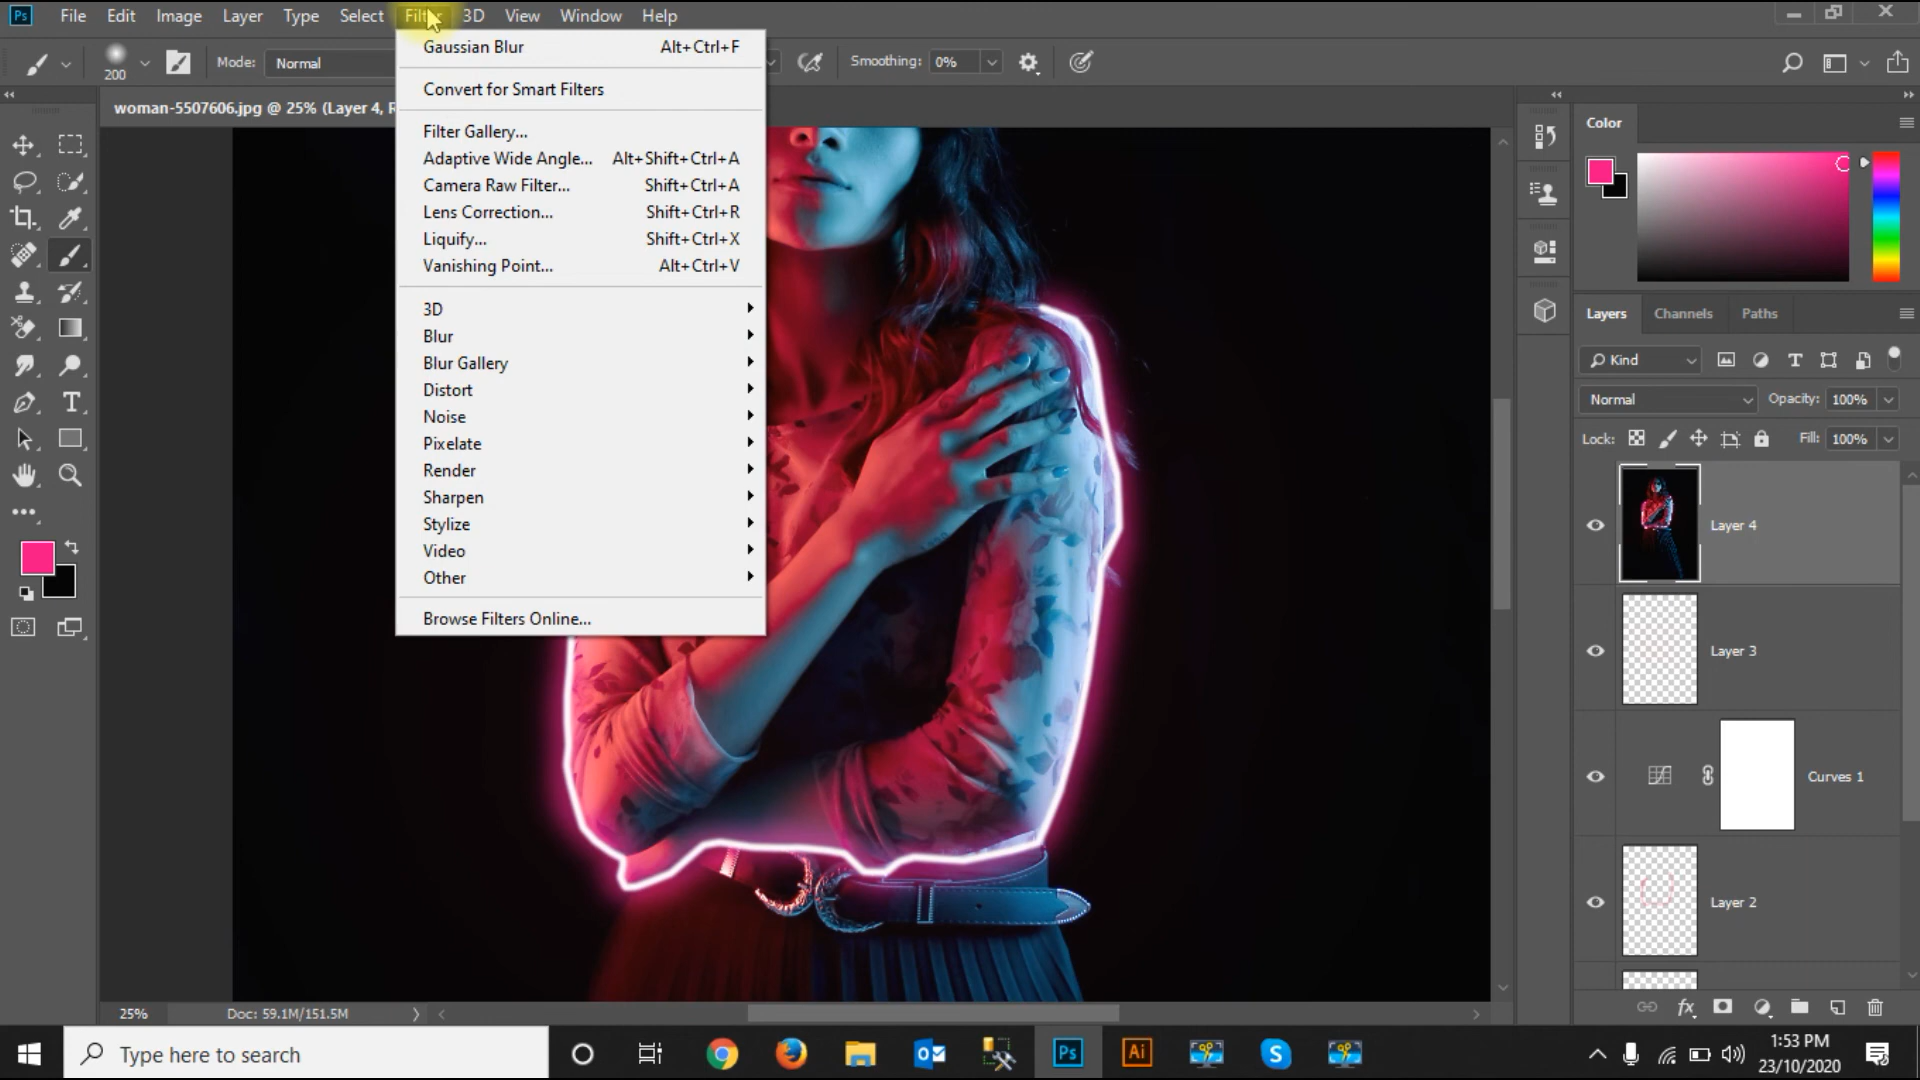 Ps File Edit Image Layer Type Select Filter 3D View Window Help
200 Mode: Normal Smoothing: 0%
woman-5507606.jpg @ 25% (Layer 4, R
Gaussian Blur Alt+Ctrl+F
Convert for Smart Filters
Filter Gallery...
Adaptive Wide Angle... Alt+Shift+Ctrl+A
Camera Raw Filter... Shift+Ctrl+A
Lens Correction... Shift+Ctrl+R
Liquify... Shift+Ctrl+X
Vanishing Point... Alt+Ctrl+V
3D
Blur
Blur Gallery
Distort
Noise
Pixelate
Render
Sharpen
Stylize
Video
Other
Browse Filters Online...
Color
Layers Channels Paths
Kind
Normal Opacity: 100%
Lock: Fill: 100%
Layer 4
Layer 3
Curves 1
Layer 2
fx
25% Doc: 59.1M/151.5M
Type here to search
Ps Ai
1:53 PM
23/10/2020